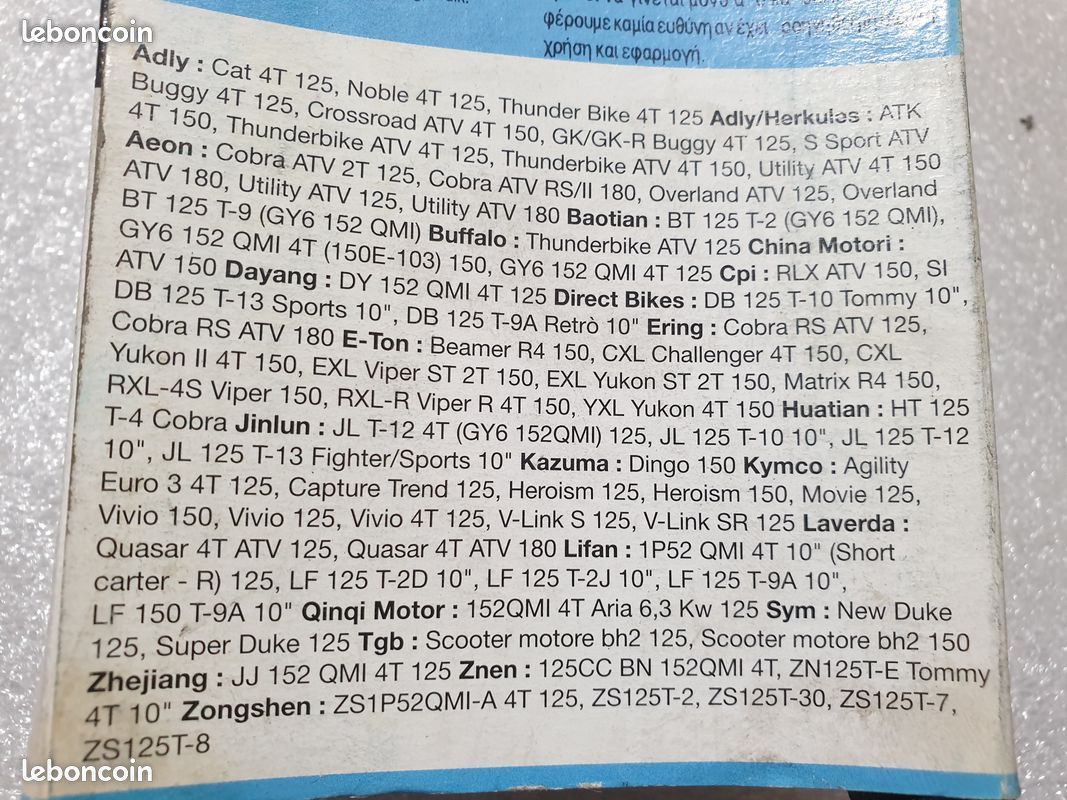 leboncoin
leboncoin
φέρουμε καμία ευθύνη αν έχει
χρήση και εφαρμογή.
Adly : Cat 4T 125, Noble 4T 125, Thunder Bike 4T 125 Adly/Herkules : ATK
Buggy 4T 125, Crossroad ATV 4T 150, GK/GK-R Buggy 4T 125, S Sport ATV
4T 150, Thunderbike ATV 4T 125, Thunderbike ATV 4T 150, Utility ATV 4T 150
Aeon : Cobra ATV 2T 125, Cobra ATV RS/II 180, Overland ATV 125, Overland
ATV 180, Utility ATV 125, Utility ATV 180 Baotian : BT 125 T-2 (GY6 152 QMI),
BT 125 T-9 (GY6 152 QMI) Buffalo : Thunderbike ATV 125 China Motori :
GY6 152 QMI 4T (150E-103) 150, GY6 152 QMI 4T 125 Cpi : RLX ATV 150, SI
ATV 150 Dayang : DY 152 QMI 4T 125 Direct Bikes : DB 125 T-10 Tommy 10",
DB 125 T-13 Sports 10", DB 125 T-9A Retrò 10" Ering : Cobra RS ATV 125,
Cobra RS ATV 180 E-Ton : Beamer R4 150, CXL Challenger 4T 150, CXL
Yukon II 4T 150, EXL Viper ST 2T 150, EXL Yukon ST 2T 150, Matrix R4 150,
RXL-4S Viper 150, RXL-R Viper R 4T 150, YXL Yukon 4T 150 Huatian : HT 125
T-4 Cobra Jinlun : JL T-12 4T (GY6 152QMI) 125, JL 125 T-10 10", JL 125 T-12
10", JL 125 T-13 Fighter/Sports 10" Kazuma : Dingo 150 Kymco : Agility
Euro 3 4T 125, Capture Trend 125, Heroism 125, Heroism 150, Movie 125,
Vivio 150, Vivio 125, Vivio 4T 125, V-Link S 125, V-Link SR 125 Laverda :
Quasar 4T ATV 125, Quasar 4T ATV 180 Lifan : 1P52 QMI 4T 10" (Short
carter - R) 125, LF 125 T-2D 10", LF 125 T-2J 10", LF 125 T-9A 10",
LF 150 T-9A 10" Qinqi Motor : 152QMI 4T Aria 6,3 Kw 125 Sym : New Duke
125, Super Duke 125 Tgb : Scooter motore bh2 125, Scooter motore bh2 150
Zhejiang : JJ 152 QMI 4T 125 Znen : 125CC BN 152QMI 4T, ZN125T-E Tommy
4T 10" Zongshen : ZS1P52QMI-A 4T 125, ZS125T-2, ZS125T-30, ZS125T-7,
ZS125T-8
leboncoin
leboncoin